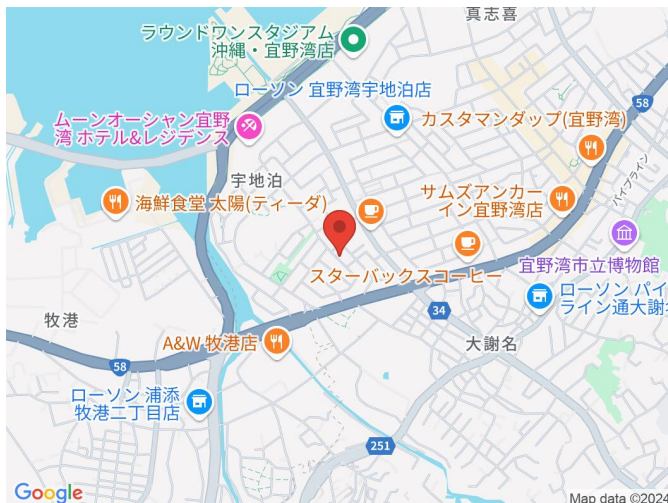 真志喜
ラウンドワンスタジアム
沖縄・宜野湾店
58
ローソン 宜野湾宇地泊店
ムーンオーシャン宜野
湾 ホテル&レジデンス
カスタマンダップ(宜野湾)
パイプライン
宇地泊
海鮮食堂 太陽(ティーダ)
サムズアンカー
イン宜野湾店
宜野湾市立博物館
スターバックスコーヒー
ローソン パイ
ライン通大謝名
牧港
34
A&W 牧港店
大謝名
58
ローソン 浦添
牧港二丁目店
251
Google
Map data ©2024